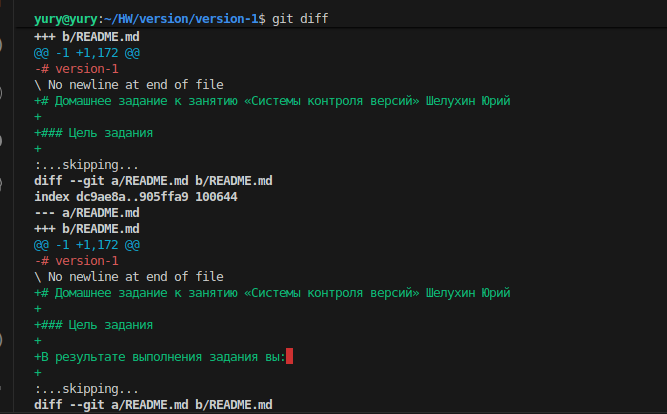 yury@yury:~/HW/version/version-1$ git diff
+++ b/README.md
@@ -1 +1,172 @@
-# version-1
\ No newline at end of file
+# Домашнее задание к занятию «Системы контроля версий» Шелухин Юрий
+
+### Цель задания
+
:...skipping...
diff --git a/README.md b/README.md
index dc9ae8a..905ffa9 100644
--- a/README.md
+++ b/README.md
@@ -1 +1,172 @@
-# version-1
\ No newline at end of file
+# Домашнее задание к занятию «Системы контроля версий» Шелухин Юрий
+
+### Цель задания
+
+В результате выполнения задания вы:
+
:...skipping...
diff --git a/README.md b/README.md